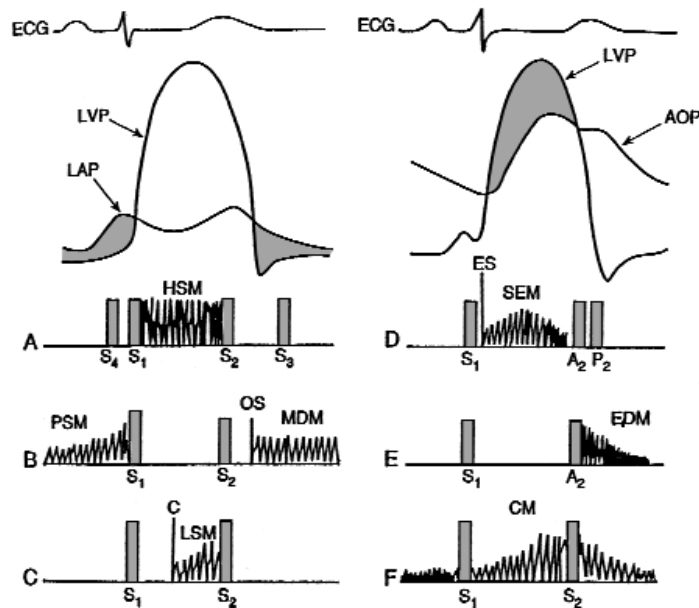 ECG
LVP
LAP
HSM
A
S4 S1 S2 S3
PSM OS MDM
B
S1 S2
C
LSM
C
S1 S2
ECG
LVP
AOP
ES
SEM
D
S1 A2 P2
EDM
E
S1 A2
CM
F
S1 S2